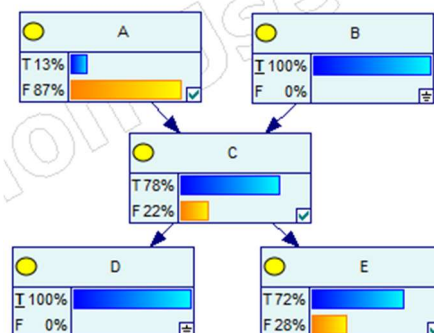 A
T 13%
F 87%
B
T 100%
F 0%
C
T 78%
F 22%
D
T 100%
F 0%
E
T 72%
F 28%